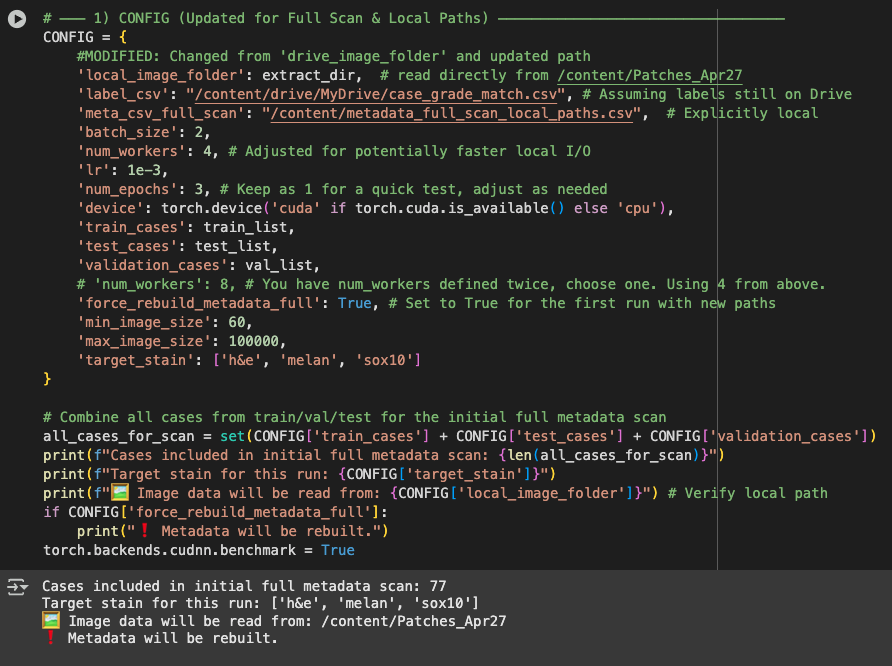 # —— 1) CONFIG (Updated for Full Scan & Local Paths) ——————————————————
CONFIG = {
    #MODIFIED: Changed from 'drive_image_folder' and updated path
    'local_image_folder': extract_dir,  # read directly from /content/Patches_Apr27
    'label_csv': "/content/drive/MyDrive/case_grade_match.csv", # Assuming labels still on Drive
    'meta_csv_full_scan': "/content/metadata_full_scan_local_paths.csv",  # Explicitly local
    'batch_size': 2,
    'num_workers': 4, # Adjusted for potentially faster local I/O
    'lr': 1e-3,
    'num_epochs': 3, # Keep as 1 for a quick test, adjust as needed
    'device': torch.device('cuda' if torch.cuda.is_available() else 'cpu'),
    'train_cases': train_list,
    'test_cases': test_list,
    'validation_cases': val_list,
    # 'num_workers': 8, # You have num_workers defined twice, choose one. Using 4 from above.
    'force_rebuild_metadata_full': True, # Set to True for the first run with new paths
    'min_image_size': 60,
    'max_image_size': 100000,
    'target_stain': ['h&e', 'melan', 'sox10']
}
# Combine all cases from train/val/test for the initial full metadata scan
all_cases_for_scan = set(CONFIG['train_cases'] + CONFIG['test_cases'] + CONFIG['validation_cases'])
print(f"Cases included in initial full metadata scan: {len(all_cases_for_scan)}")
print(f"Target stain for this run: {CONFIG['target_stain']}")
print(f"🖼️ Image data will be read from: {CONFIG['local_image_folder']}") # Verify local path
if CONFIG['force_rebuild_metadata_full']:
    print("❗ Metadata will be rebuilt.")
torch.backends.cudnn.benchmark = True
Cases included in initial full metadata scan: 77
Target stain for this run: ['h&e', 'melan', 'sox10']
🖼️ Image data will be read from: /content/Patches_Apr27
❗ Metadata will be rebuilt.